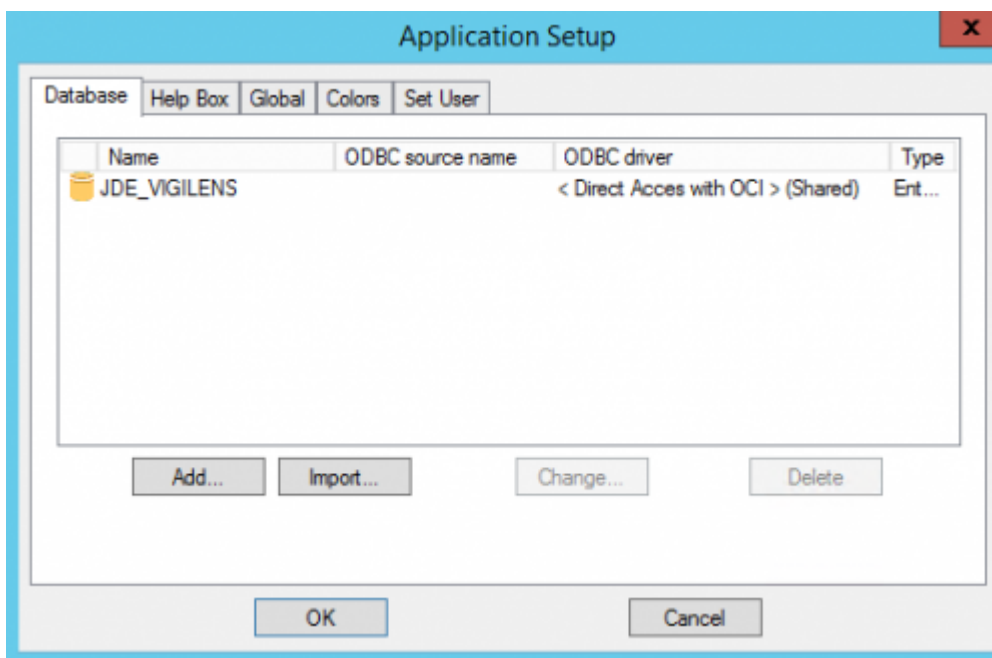 Application Setup
x
Database Help Box Global Colors Set User
Name ODBC source name ODBC driver Type
JDE_VIGILENS < Direct Acces with OCI > (Shared) Ent...
Add... Import... Change... Delete
OK Cancel